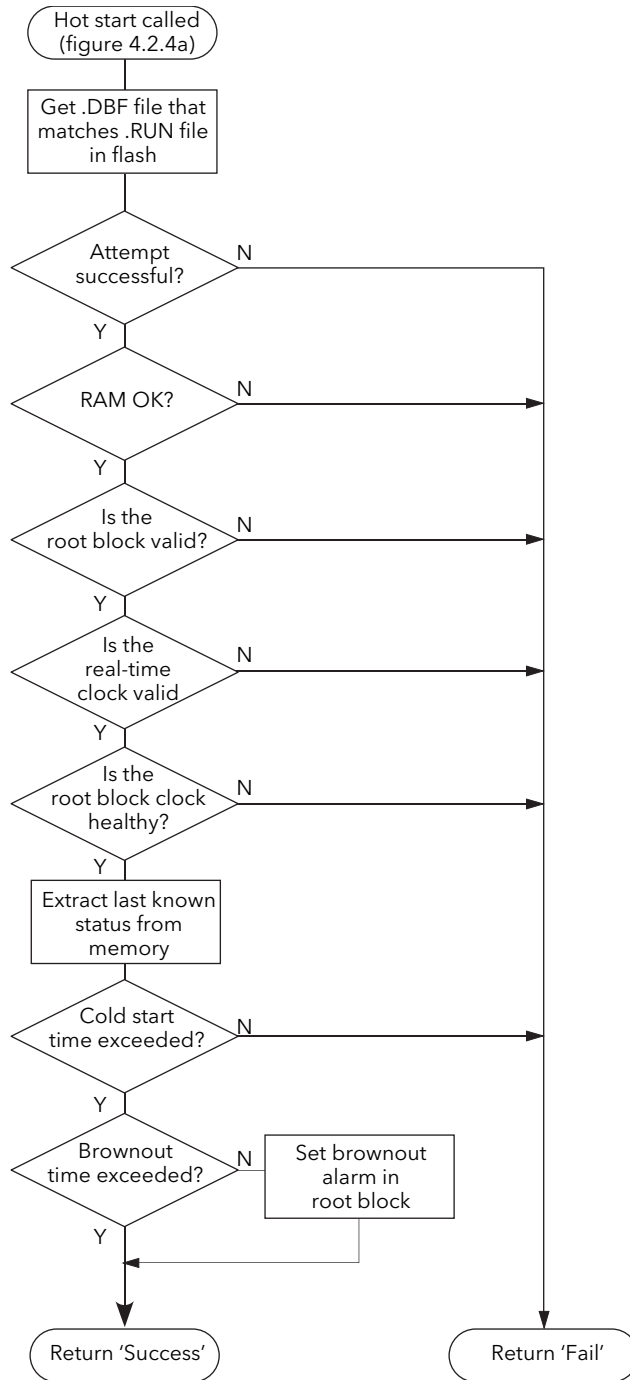 Hot start called
(figure 4.2.4a)
Get .DBF file that
matches .RUN file
in flash
Attempt
successful?
N
Y
RAM OK?
N
Y
Is the
root block valid?
N
Y
Is the
real-time
clock valid
N
Y
Is the
root block clock
healthy?
N
Y
Extract last known
status from
memory
Cold start
time exceeded?
N
Y
Brownout
time exceeded?
N
Set brownout
alarm in
root block
Y
Return ‘Success’
Return ‘Fail’